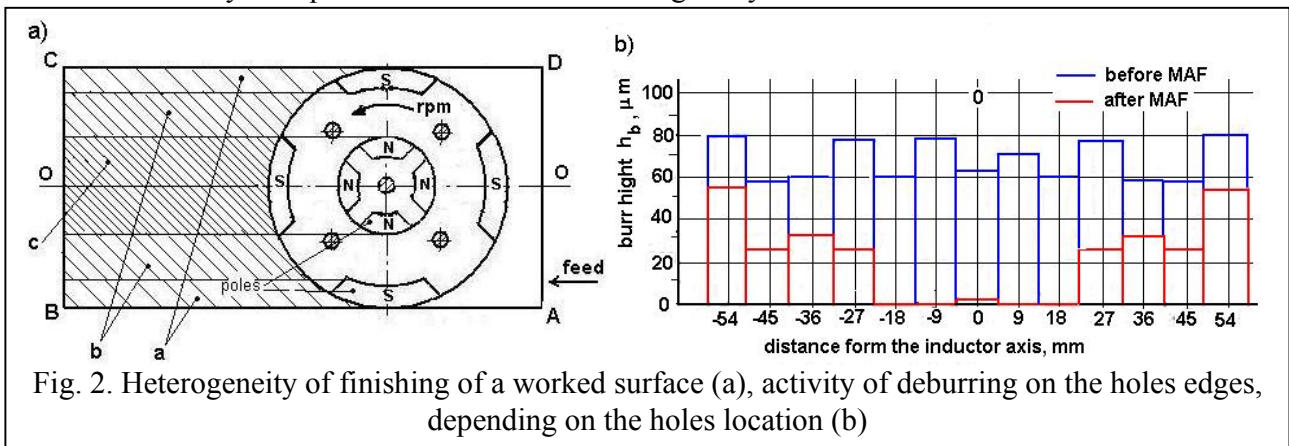 a)
C
D
S
rpm
N
O
S
N
N
S
O
N
c
poles
feed
S
B
A
b
a
b)
before MAF
after MAF
burr hight h_b, μm
100
80
60
40
20
0
0
-54 -45 -36 -27 -18 -9 0 9 18 27 36 45 54
distance form the inductor axis, mm
Fig. 2. Heterogeneity of finishing of a worked surface (a), activity of deburring on the holes edges,
depending on the holes location (b)